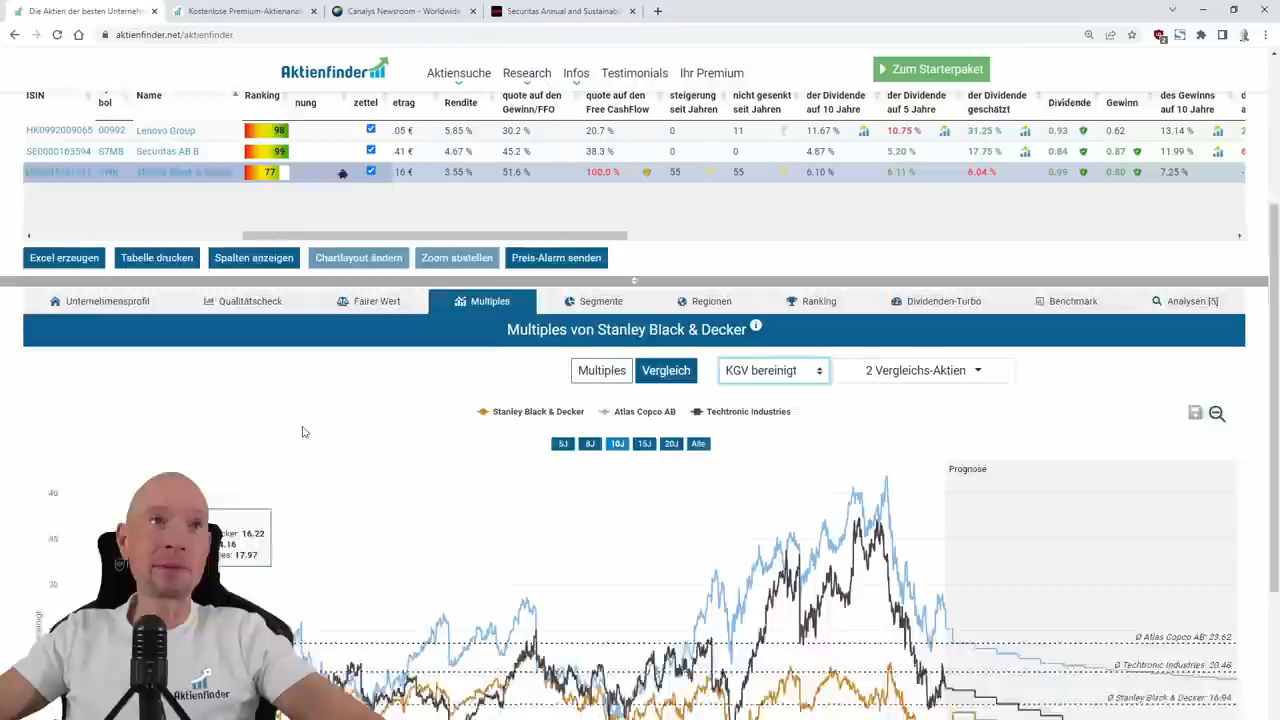 Die Aktien der besten Unterneh
Kostenlose Premium-Aktienanal
Canalys Newsroom - Worldwide
Securitas Annual and Sustainab
aktienfinder.net/aktienfinder
Aktienfinder
Aktiensuche
Research
Infos
Testimonials
Ihr Premium
Zum Starterpaket
ISIN
bol
Name
Ranking
nung
zettel
etrag
Rendite
quote auf den Gewinn/FFO
quote auf den Free CashFlow
steigerung seit Jahren
nicht gesenkt seit Jahren
der Dividende auf 10 Jahre
der Dividende auf 5 Jahre
der Dividende geschätzt
Dividende
Gewinn
des Gewinns auf 10 Jahre
HK0992009065 00992 Lenovo Group 98 .05 € 5.85 % 30.2 % 20.7 % 0 11 11.67 % 10.75 % 31.25 % 0.93 0.62 13.14 %
SE0000163594 S7MB Securitas AB B 99 .41 € 4.67 % 45.2 % 38.3 % 0 0 4.87 % 5.20 % 17.75 % 0.84 0.87 11.99 %
77 .16 € 3.55 % 51.6 % 100.0 % 55 55 6.10 % 6.11 % 6.04 % 0.99 0.80 7.25 %
Excel erzeugen
Tabelle drucken
Spalten anzeigen
Chartlayout ändern
Zoom abstellen
Preis-Alarm senden
Unternehmensprofil
Qualitätscheck
Fairer Wert
Multiples
Segmente
Regionen
Ranking
Dividenden-Turbo
Benchmark
Analysen [5]
Multiples von Stanley Black & Decker
Multiples
Vergleich
KGV bereinigt
2 Vergleichs-Aktien
Stanley Black & Decker
Atlas Copco AB
Techtronic Industries
5J
8J
10J
15J
20J
Alle
Prognose
40
35
30
cker: 16.22
4.16
ies: 17.97
Ø Atlas Copco AB: 23.62
Ø Techtronic Industries: 20.46
Ø Stanley Black & Decker: 16.94
Aktienfinder